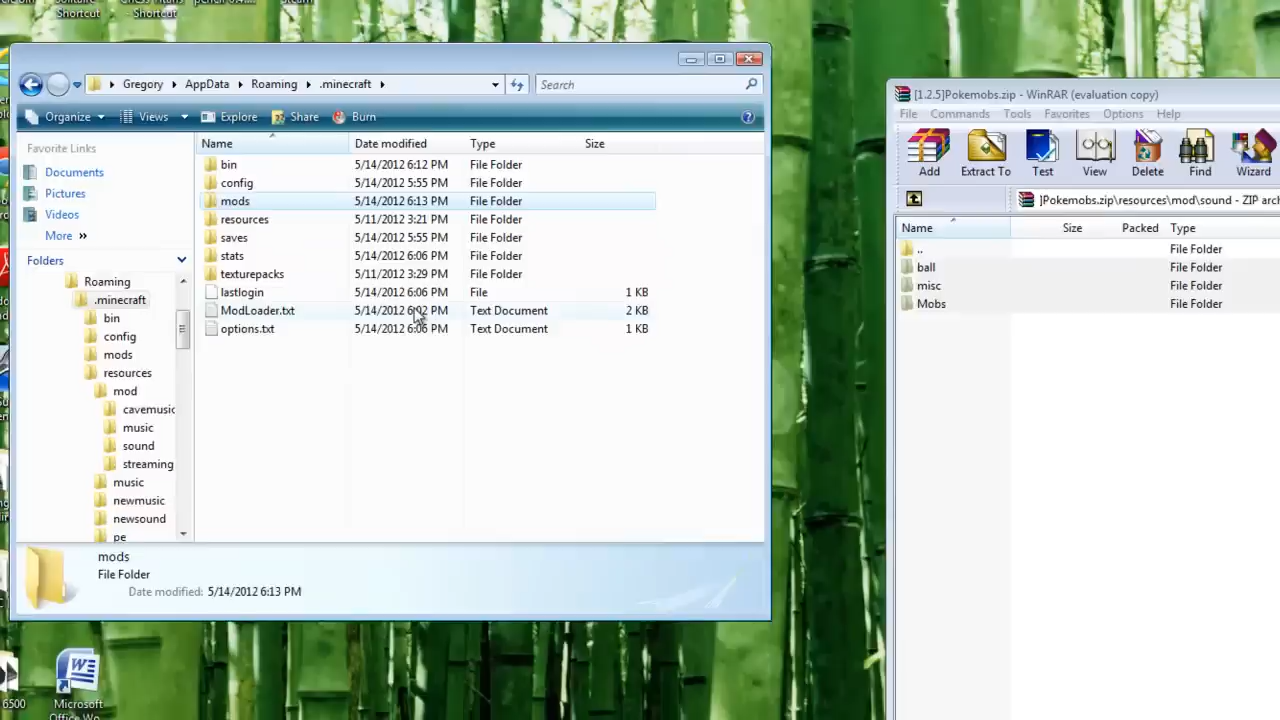 Shortcut
Shortcut
Gregory
AppData
Roaming
.minecraft
Search
Organize
Views
Explore
Share
Burn
Favorite Links
Documents
Pictures
Videos
More
Folders
Roaming
.minecraft
bin
config
mods
resources
mod
cavemusic
music
sound
streaming
music
newmusic
newsound
pe
Name Date modified Type Size
bin 5/14/2012 6:12 PM File Folder
config 5/14/2012 5:55 PM File Folder
mods 5/14/2012 6:13 PM File Folder
resources 5/11/2012 3:21 PM File Folder
saves 5/14/2012 5:55 PM File Folder
stats 5/14/2012 6:06 PM File Folder
texturepacks 5/11/2012 3:29 PM File Folder
lastlogin 5/14/2012 6:06 PM File 1 KB
ModLoader.txt 5/14/2012 6:02 PM Text Document 2 KB
options.txt 5/14/2012 6:06 PM Text Document 1 KB
mods
File Folder
Date modified: 5/14/2012 6:13 PM
[1.2.5]Pokemobs.zip - WinRAR (evaluation copy)
File Commands Tools Favorites Options Help
Add Extract To Test View Delete Find Wizard
]Pokemobs.zip\resources\mod\sound - ZIP arch
Name Size Packed Type
.. File Folder
ball File Folder
misc File Folder
Mobs File Folder
6500
Microsoft
Office Wo...